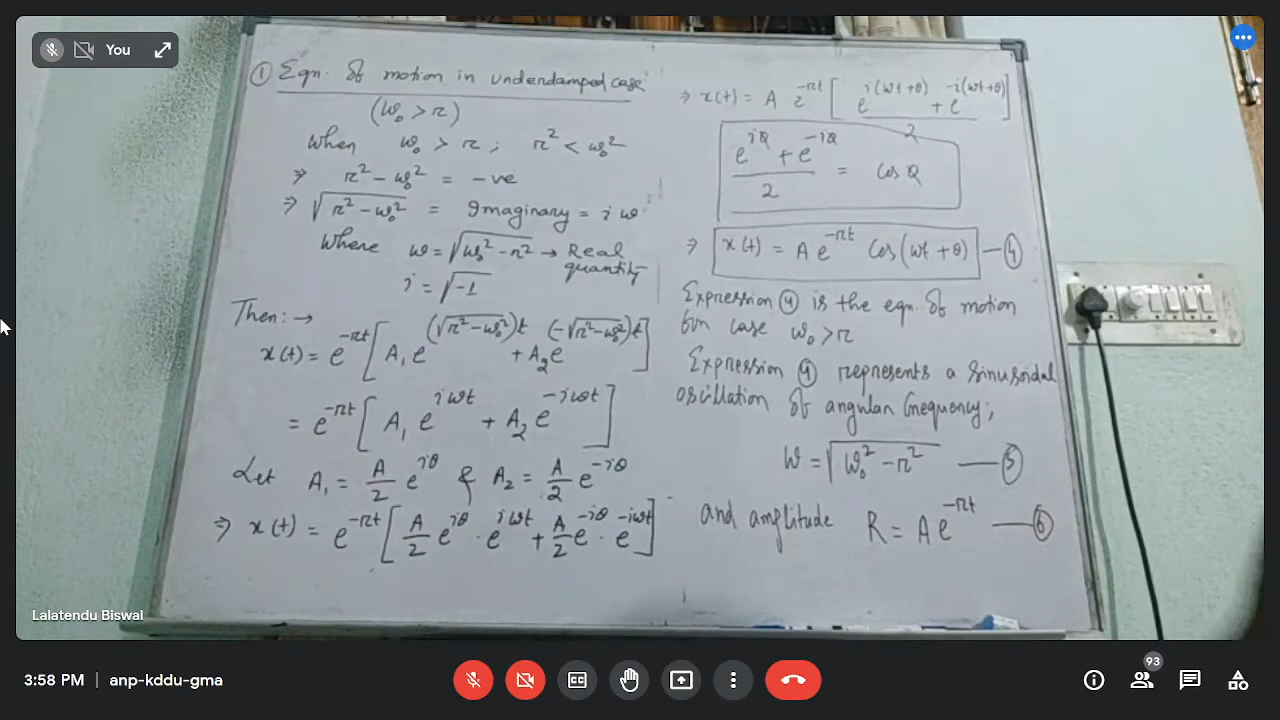 You
① Eqn. of motion in underdamped case
(ω₀ > r)
When ω₀ > r ; r² < ω₀²
⇒ r² - ω₀² = -ve
⇒ √(r² - ω₀²) = Imaginary = i ω
Where ω = √(ω₀² - r²) → Real quantity
i = √-1
Then: →
x(t) = e^(-rt) [ A₁ e^((√(r² - ω₀²))t) + A₂ e^((-√(r² - ω₀²))t) ]
= e^(-rt) [ A₁ e^(iωt) + A₂ e^(-iωt) ]
Let A₁ = A/2 e^(iθ) & A₂ = A/2 e^(-iθ)
⇒ x(t) = e^(-rt) [ A/2 e^(iθ) · e^(iωt) + A/2 e^(-iθ) · e^(-iωt) ]
⇒ x(t) = A e^(-rt) [ (e^(i(ωt + θ)) + e^(-i(ωt + θ))) / 2 ]
(e^(iQ) + e^(-iQ)) / 2 = Cos Q
⇒ x(t) = A e^(-rt) Cos(ωt + θ) — ④
Expression ④ is the eqn. of motion
for case ω₀ > r
Expression ④ represents a sinusoidal
oscillation of angular frequency;
W = √(ω₀² - r²) — ⑤
and amplitude R = A e^(-rt) — ⑥
Lalatendu Biswal
3:58 PM | anp-kddu-gma
93